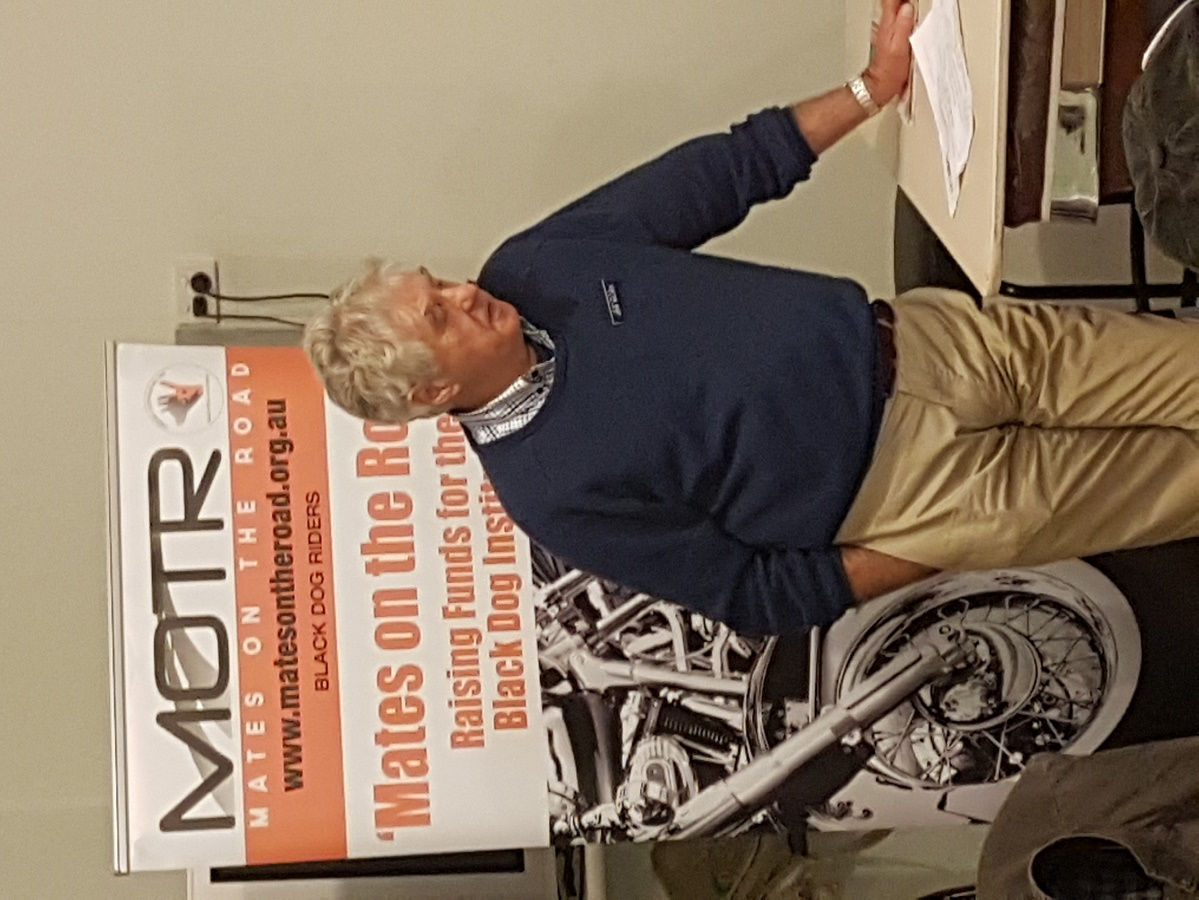 MOTR
MATES ON THE ROAD
www.matesontheroad.org.au
BLACK DOG RIDERS
'Mates on the Ro
Raising Funds for the
Black Dog Instit